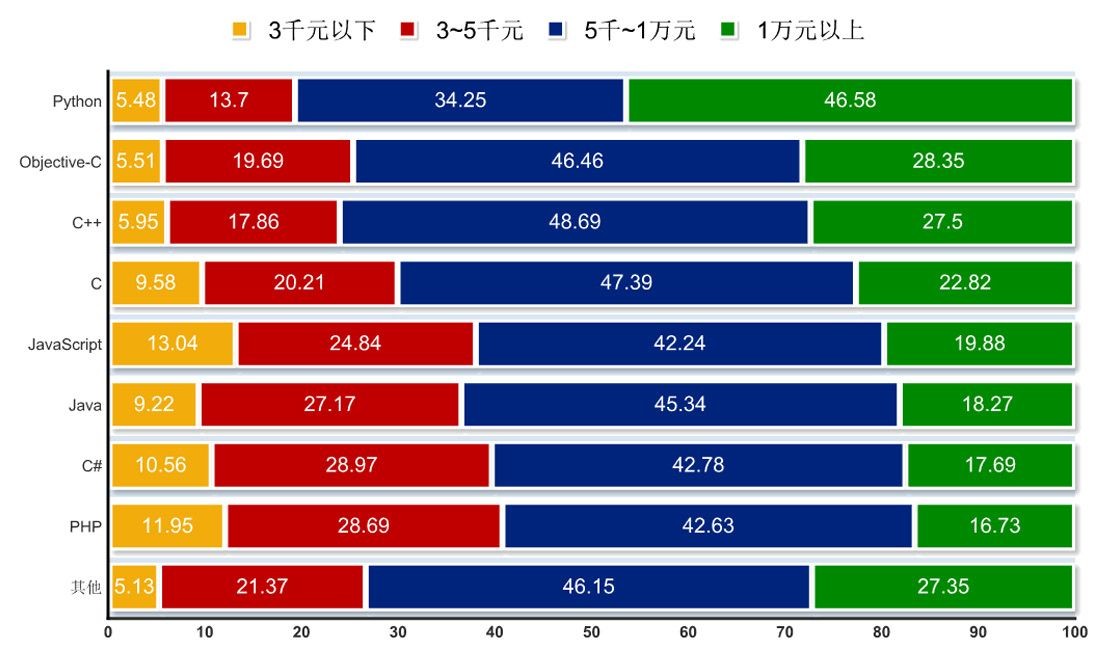 3千元以下 3~5千元 5千~1万元 1万元以上
Python 5.48 13.7 34.25 46.58
Objective-C 5.51 19.69 46.46 28.35
C++ 5.95 17.86 48.69 27.5
C 9.58 20.21 47.39 22.82
JavaScript 13.04 24.84 42.24 19.88
Java 9.22 27.17 45.34 18.27
C# 10.56 28.97 42.78 17.69
PHP 11.95 28.69 42.63 16.73
其他 5.13 21.37 46.15 27.35
0 10 20 30 40 50 60 70 80 90 100